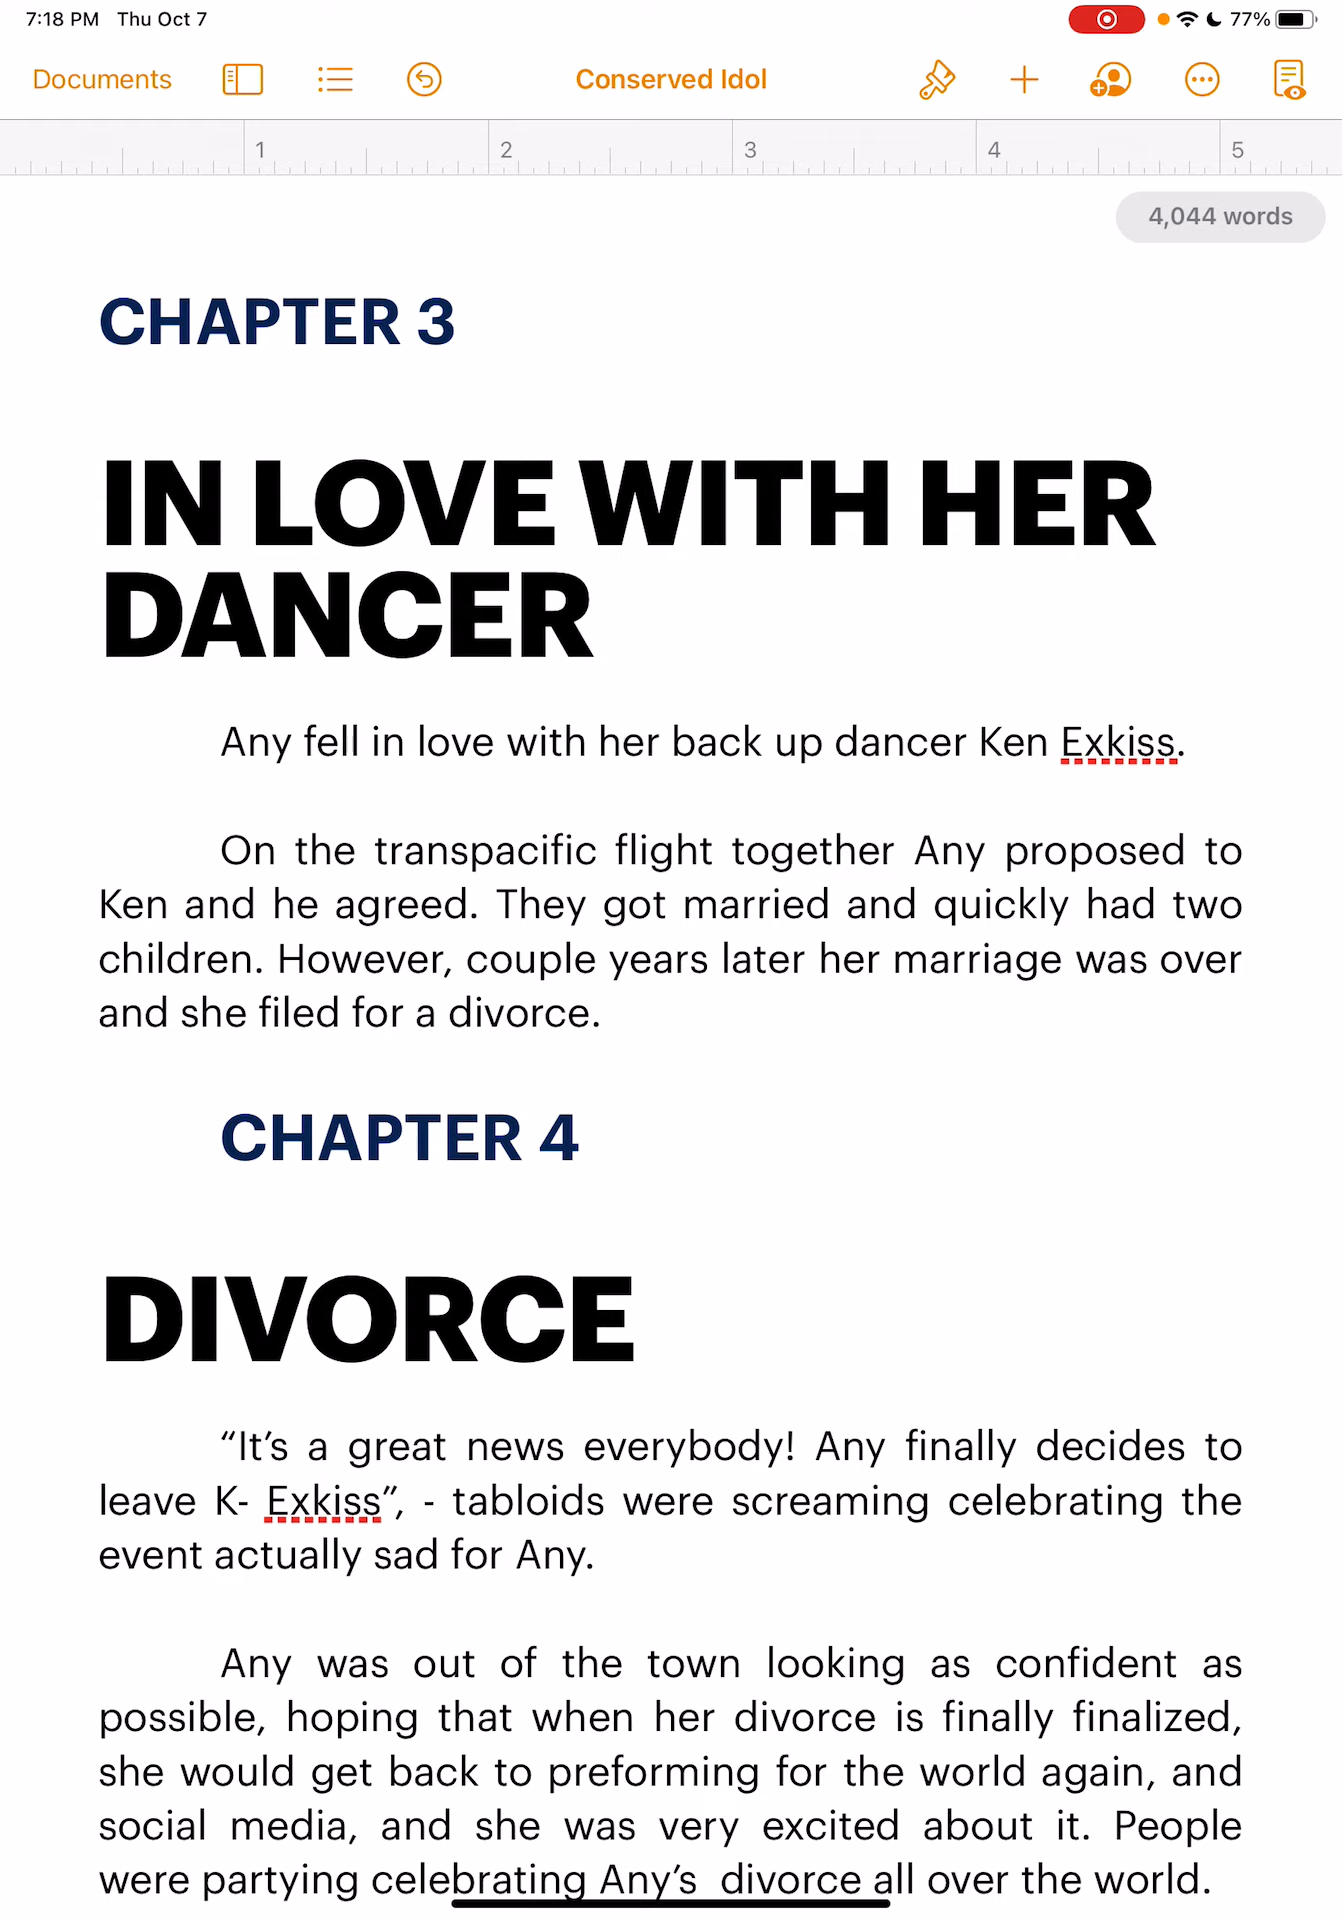 7:18 PM Thu Oct 7
77%
Documents
Conserved Idol
1 2 3 4 5
4,044 words
CHAPTER 3
IN LOVE WITH HER
DANCER
Any fell in love with her back up dancer Ken Exkiss.
On the transpacific flight together Any proposed to
Ken and he agreed. They got married and quickly had two
children. However, couple years later her marriage was over
and she filed for a divorce.
CHAPTER 4
DIVORCE
“It’s a great news everybody! Any finally decides to
leave K- Exkiss”, - tabloids were screaming celebrating the
event actually sad for Any.
Any was out of the town looking as confident as
possible, hoping that when her divorce is finally finalized,
she would get back to preforming for the world again, and
social media, and she was very excited about it. People
were partying celebrating Any’s  divorce all over the world.